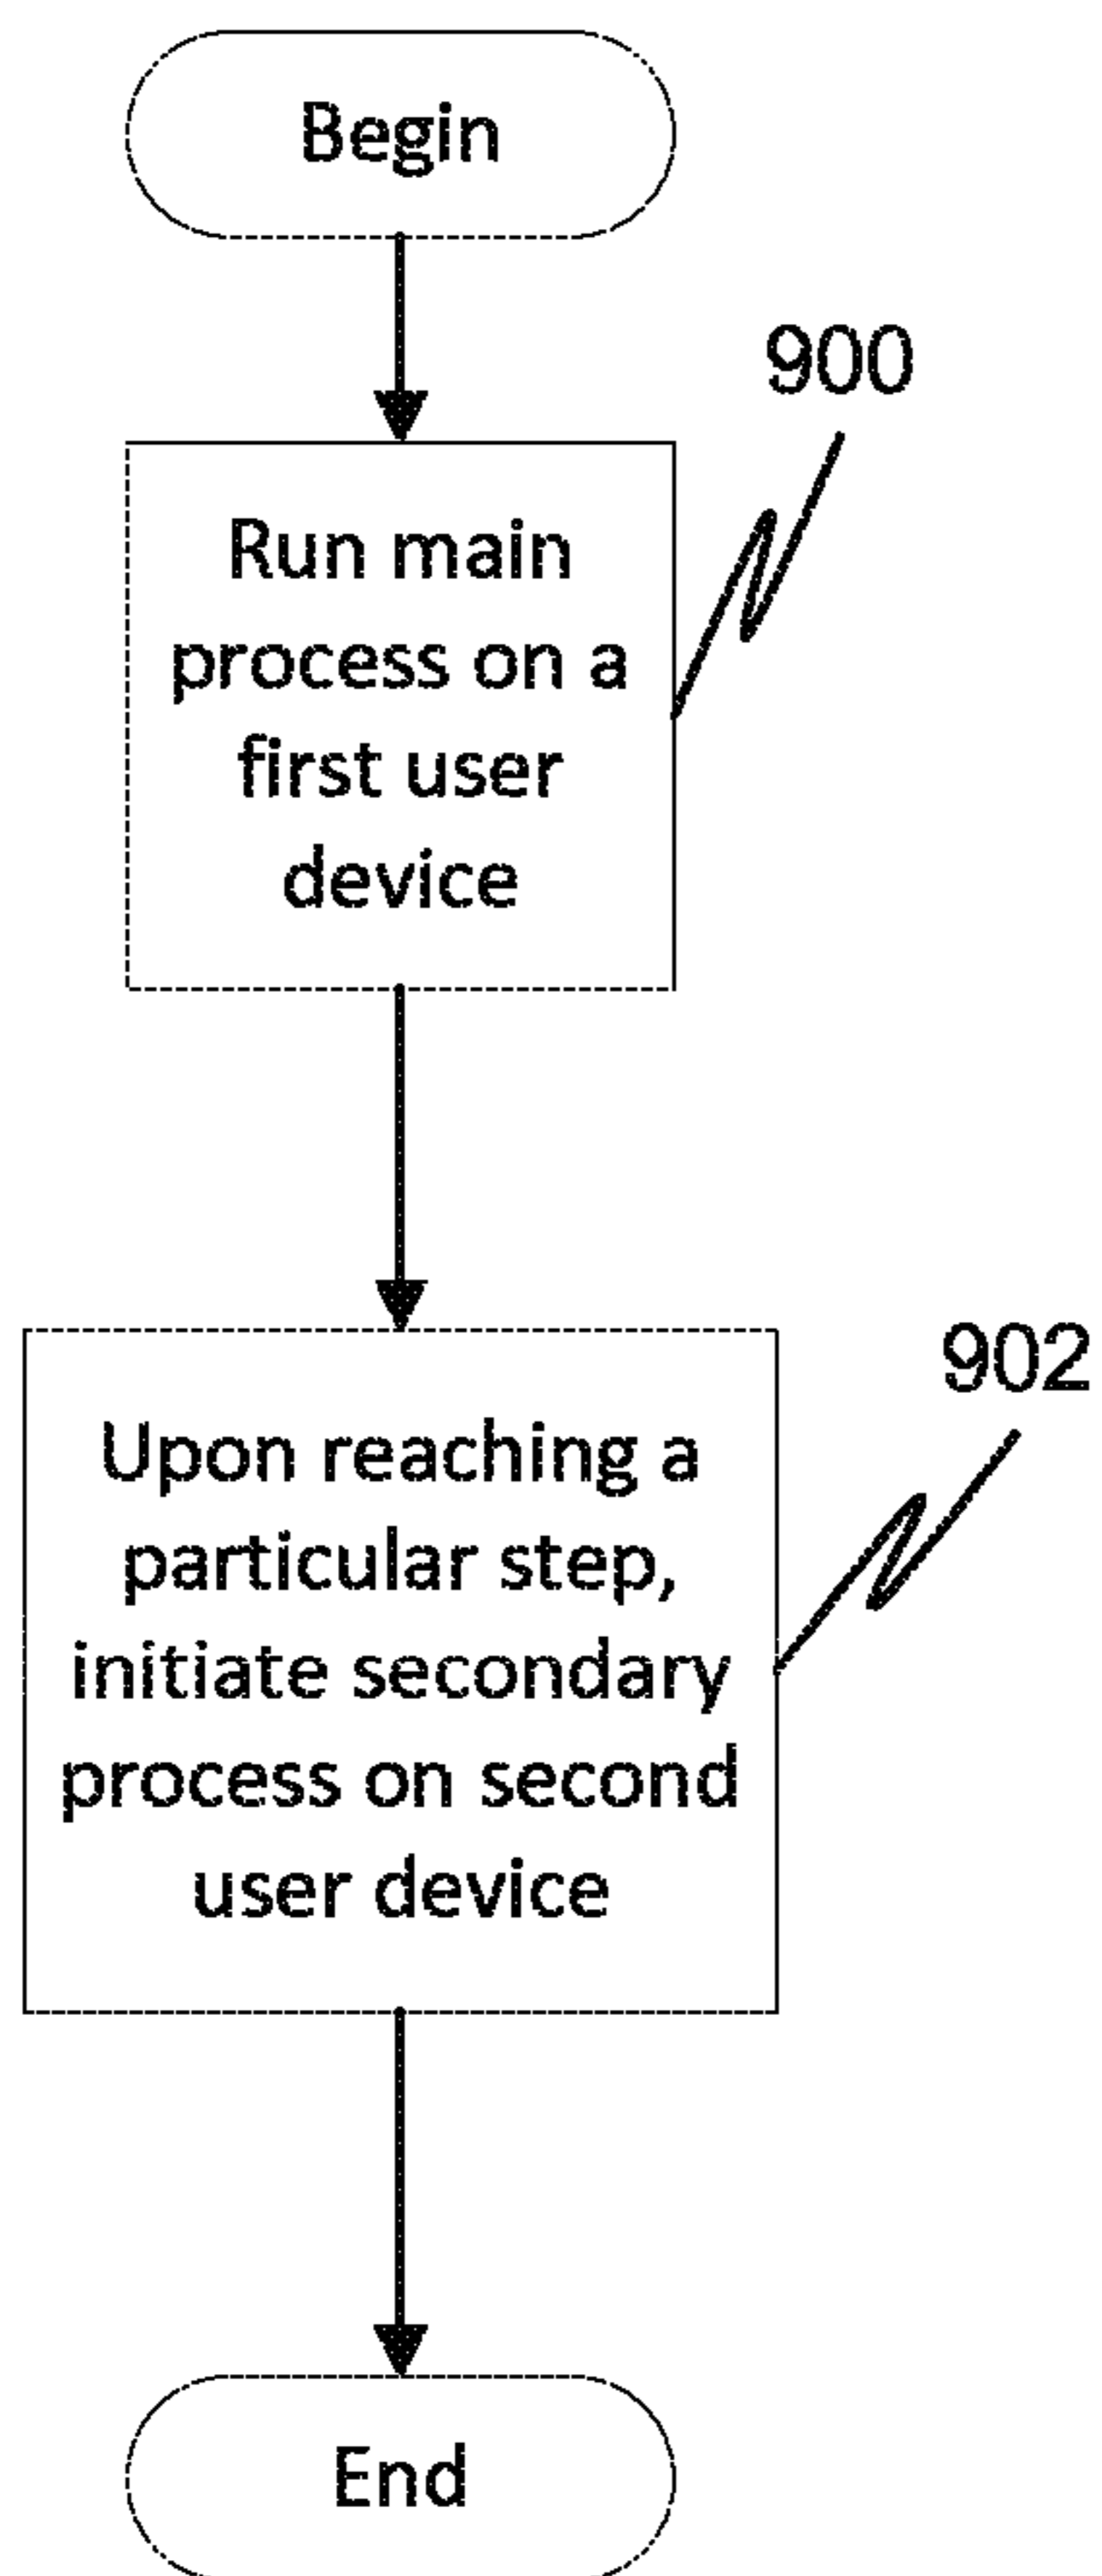 Begin
900
Run main
process on a
first user
device
902
Upon reaching a
particular step,
initiate secondary
process on second
user device
End